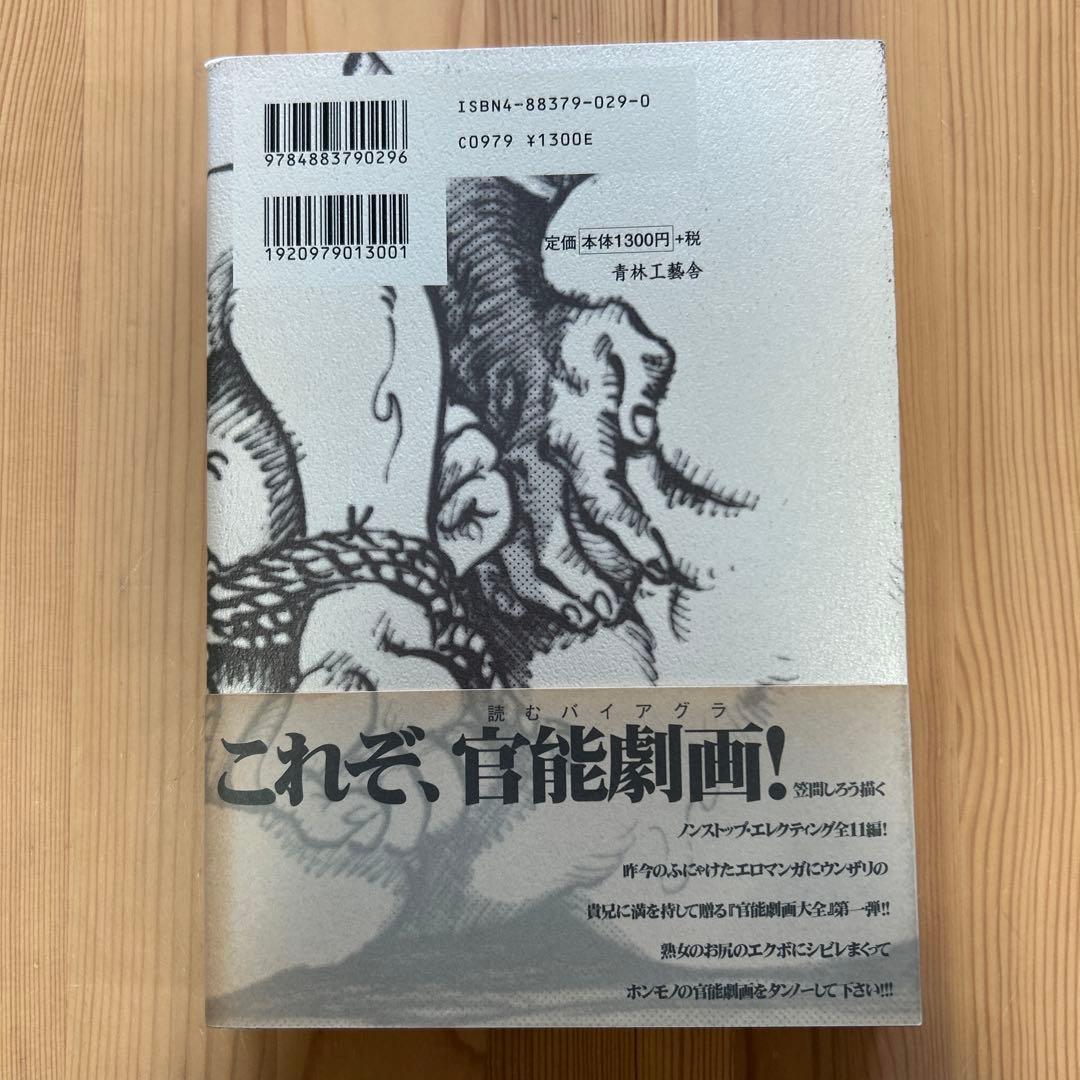 ISBN4-88379-029-0
C0979 ¥1300E
9784883790296
1920979013001
定価 本体1300円 +税
青林工藝舎
読むバイアグラ
これぞ、官能劇画!笠間しろう描く
ノンストップ・エレクティング全11編!
昨今のふにゃけたエロマンガにウンザリの
貴兄に満を持して贈る『官能劇画大全』第一弾!!
熟女のお尻のエクボにシビレまくって
ホンモノの官能劇画をタンノーして下さい!!!